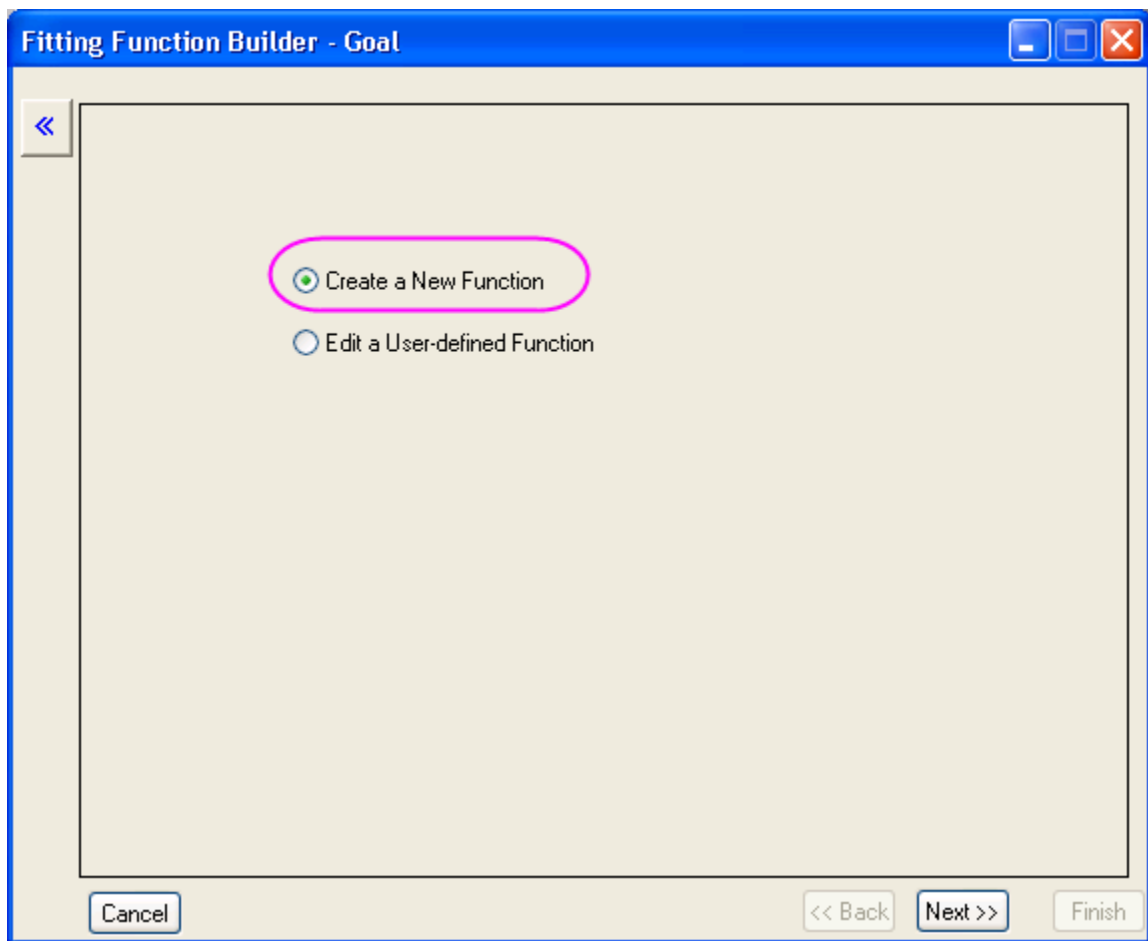 Fitting Function Builder - Goal
«
Create a New Function
Edit a User-defined Function
Cancel
<< Back
Next >>
Finish